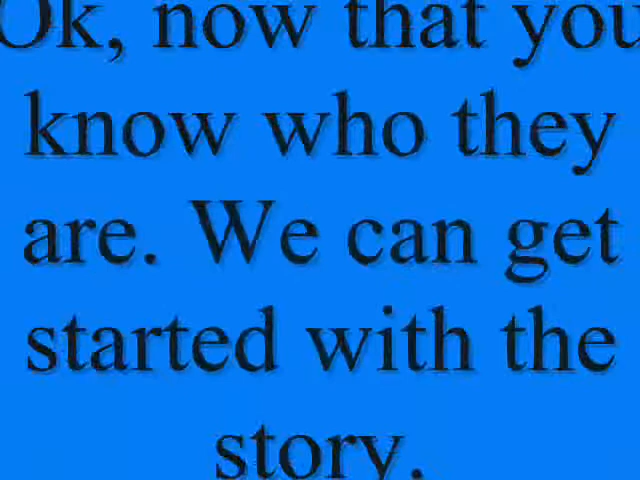 Ok, now that you
know who they
are. We can get
started with the
story.